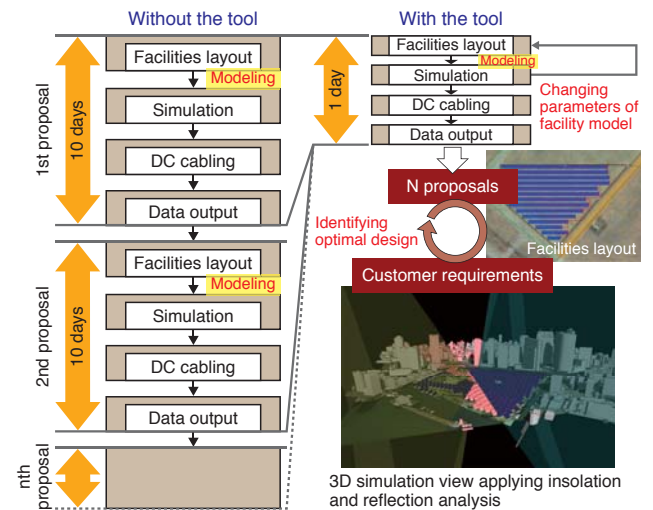 Without the tool
1st proposal
10 days
Facilities layout
Modeling
Simulation
DC cabling
Data output
2nd proposal
10 days
Facilities layout
Modeling
Simulation
DC cabling
Data output
nth
proposal
With the tool
1 day
Facilities layout
Modeling
Simulation
DC cabling
Data output
Changing
parameters of
facility model
N proposals
Identifying
optimal design
Customer requirements
Facilities layout
3D simulation view applying insolation
and reflection analysis